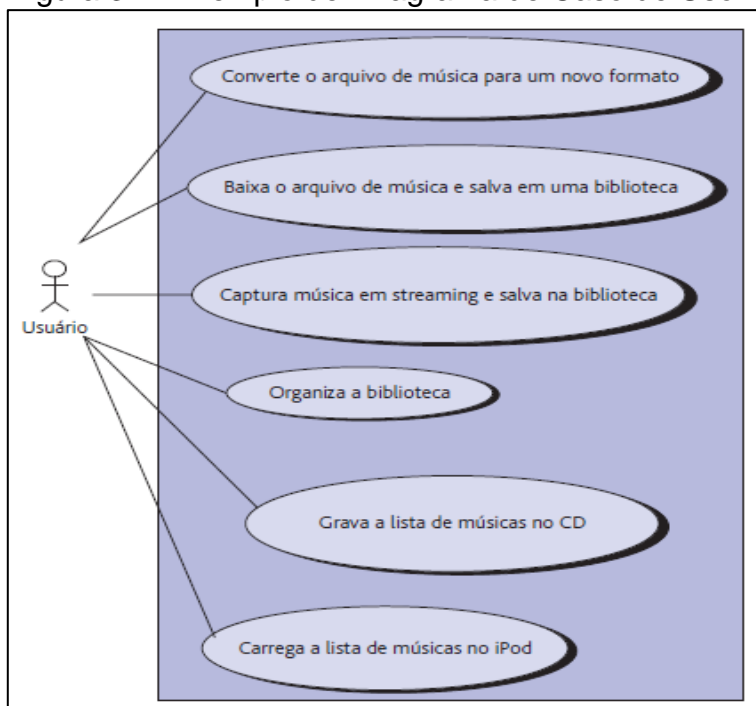 Converte o arquivo de música para um novo formato
Baixa o arquivo de música e salva em uma biblioteca
Captura música em streaming e salva na biblioteca
Usuário
Organiza a biblioteca
Grava a lista de músicas no CD
Carrega a lista de músicas no iPod